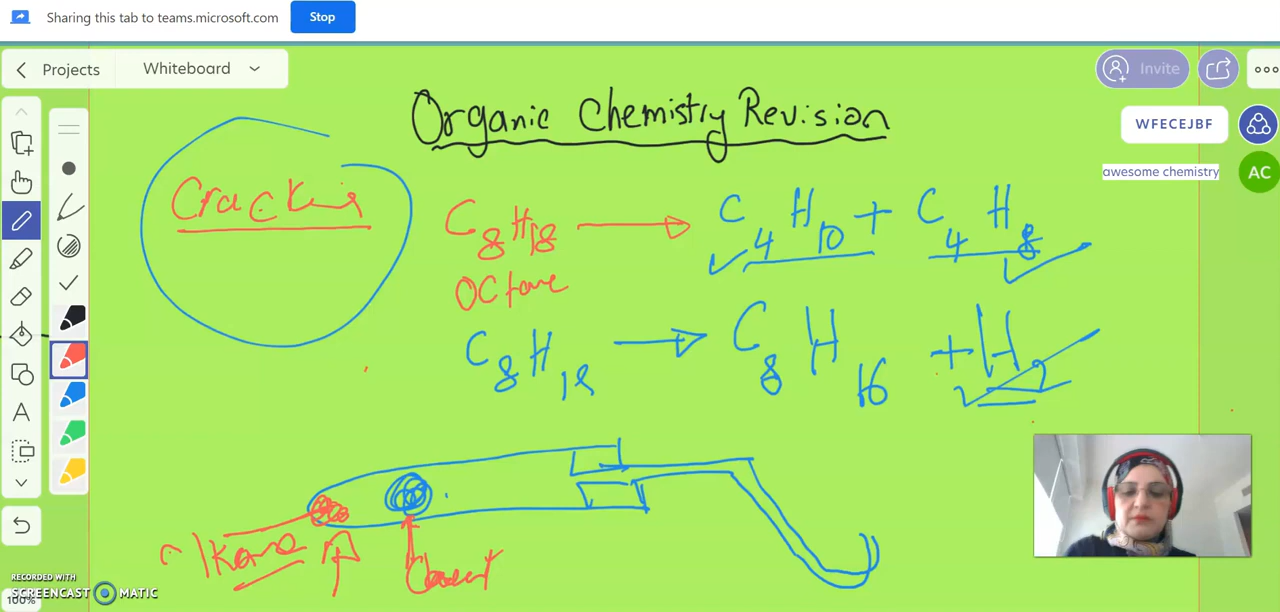 Sharing this tab to teams.microsoft.com Stop
Projects Whiteboard
Invite
WFECEJBF
awesome chemistry
AC
Organic Chemistry Revision
Cracking
C8H18 → C4H10 + C4H8
Octane
C8H18 → C8H16 + H2
Alkane
A
RECORDED WITH
SCREENCAST MATIC
100%